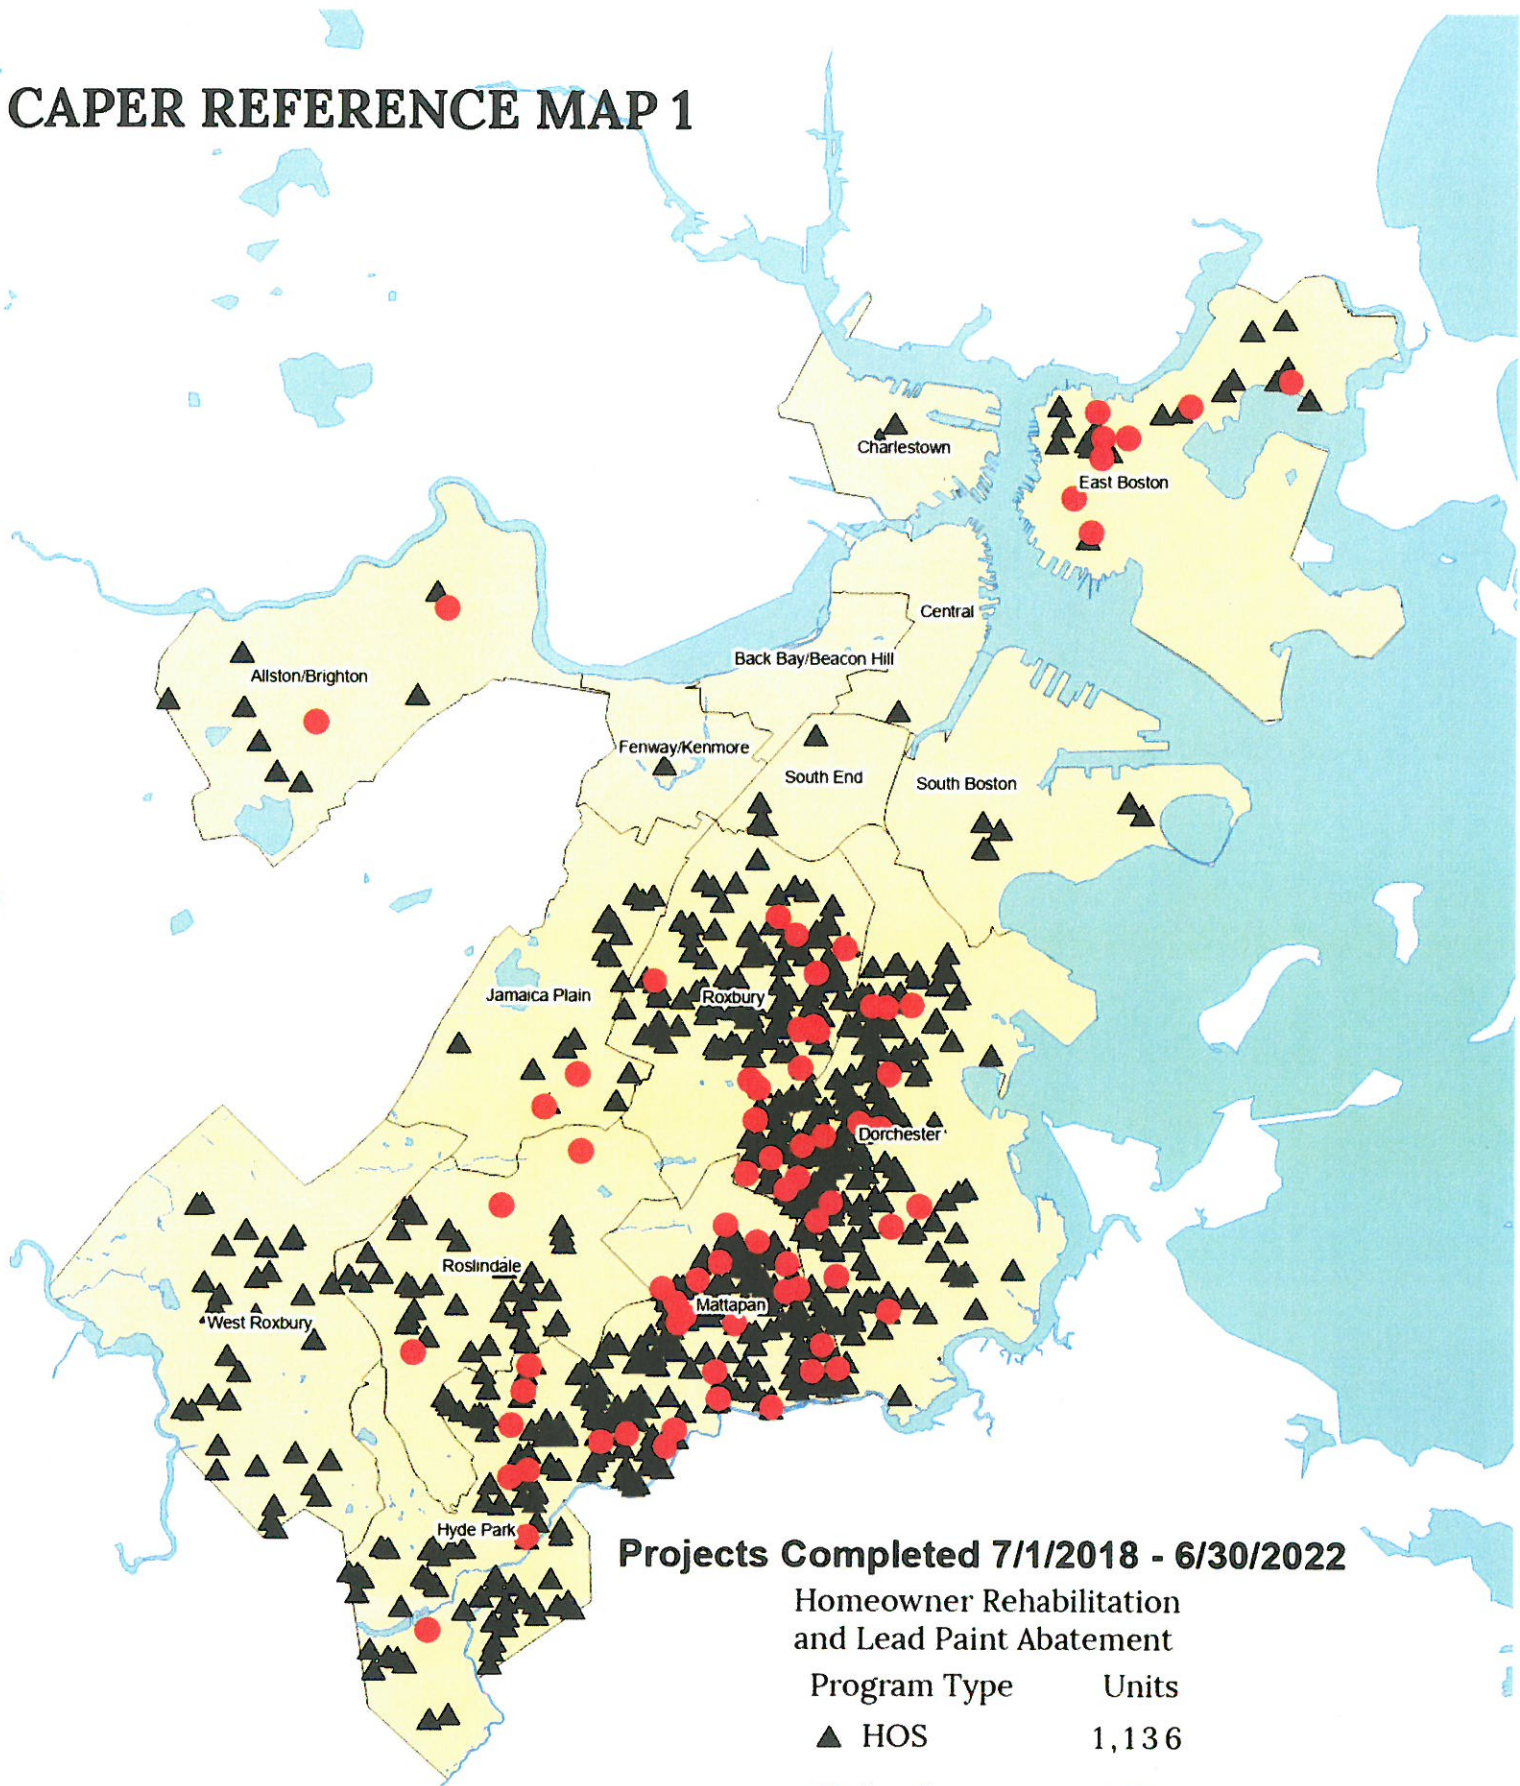 CAPER REFERENCE MAP 1
Charlestown
East Boston
Central
Back Bay/Beacon Hill
Allston/Brighton
Fenway/Kenmore
South End
South Boston
Jamaica Plain
Roxbury
Dorchester
Roslindale
Mattapan
West Roxbury
Hyde Park
Projects Completed 7/1/2018 - 6/30/2022
Homeowner Rehabilitation
and Lead Paint Abatement
Program Type Units
HOS 1,136